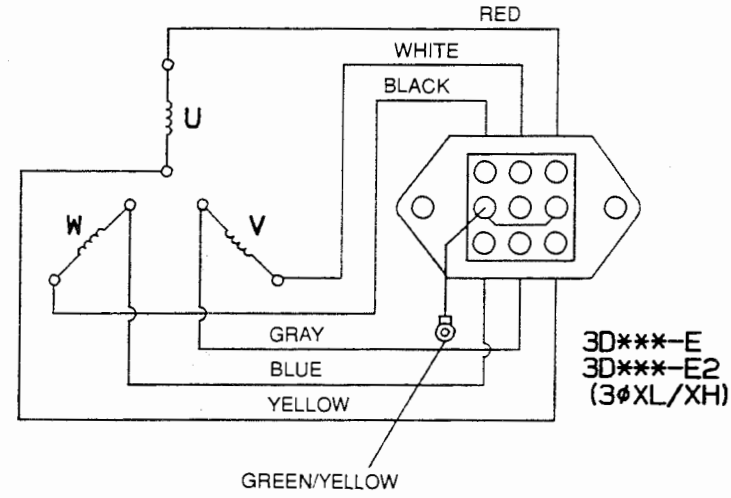 RED
WHITE
BLACK
U
W
V
GRAY
BLUE
YELLOW
3D***-E
3D***-E2
(3φXL/XH)
GREEN/YELLOW